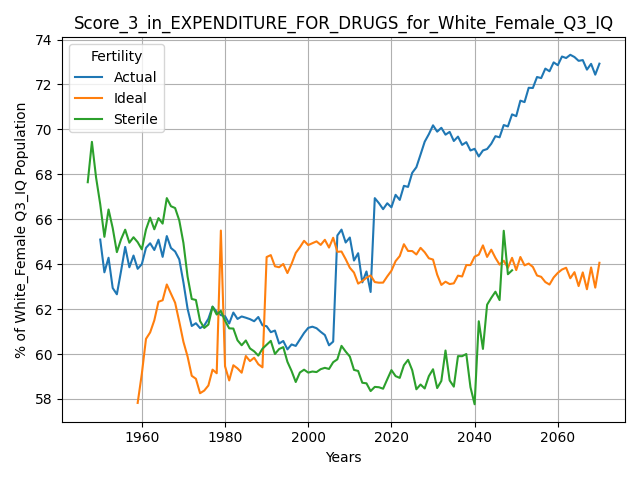 Score_3_in_EXPENDITURE_FOR_DRUGS_for_White_Female_Q3_IQ
Fertility
Actual
Ideal
Sterile
% of White_Female Q3_IQ Population
74
72
70
68
66
64
62
60
58
1960
1980
2000
2020
2040
2060
Years